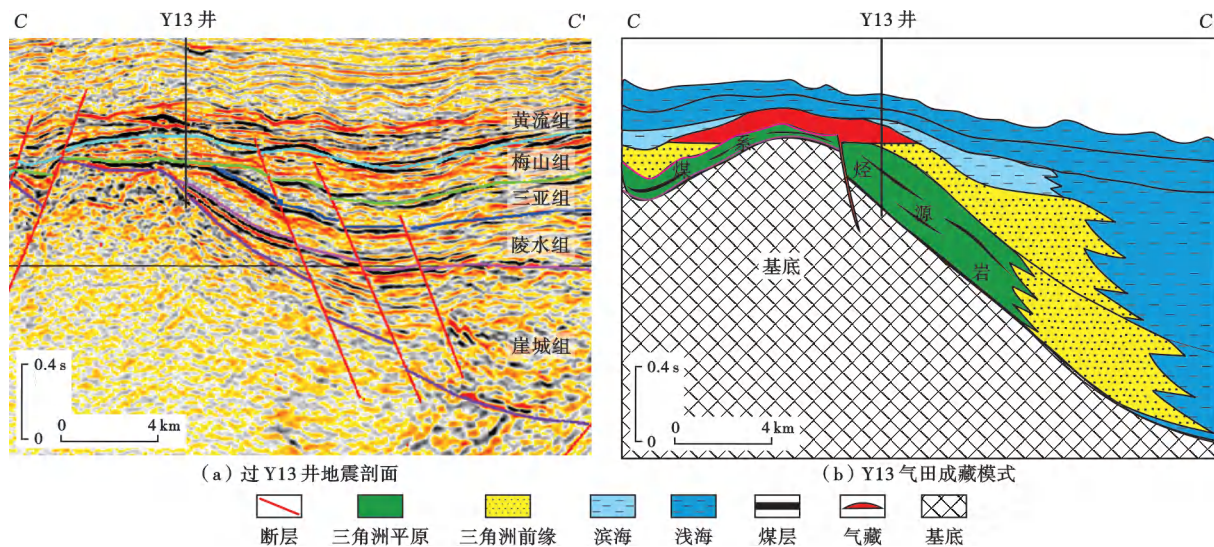 C
Y13 井
C'
黄流组
梅山组
三亚组
陵水组
崖城组
0.4 s
0
0
4 km
(a) 过 Y13 井地震剖面
C
Y13 井
C
煤
系
烃
源
岩
基底
0.4 s
0
0
4 km
(b) Y13 气田成藏模式
断层
三角洲平原
三角洲前缘
滨海
浅海
煤层
气藏
基底